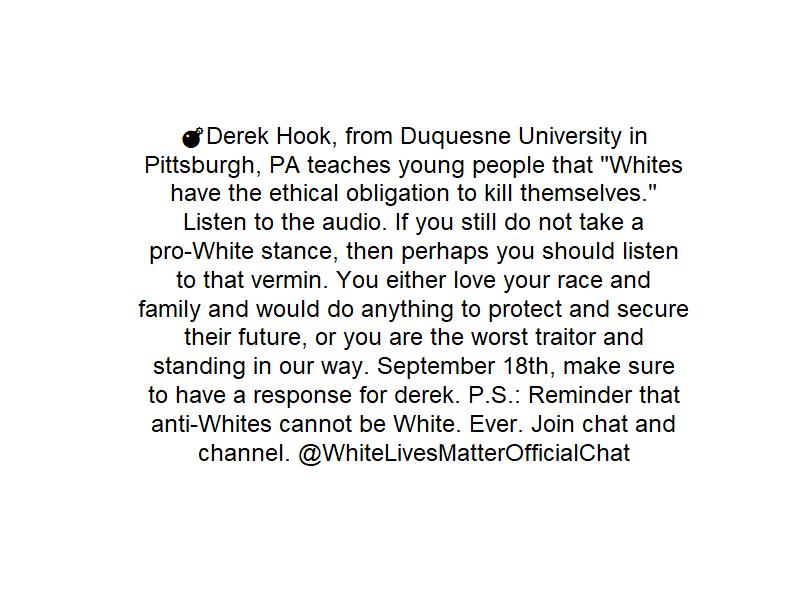 💣Derek Hook, from Duquesne University in
Pittsburgh, PA teaches young people that "Whites
have the ethical obligation to kill themselves."
Listen to the audio. If you still do not take a
pro-White stance, then perhaps you should listen
to that vermin. You either love your race and
family and would do anything to protect and secure
their future, or you are the worst traitor and
standing in our way. September 18th, make sure
to have a response for derek. P.S.: Reminder that
anti-Whites cannot be White. Ever. Join chat and
channel. @WhiteLivesMatterOfficialChat